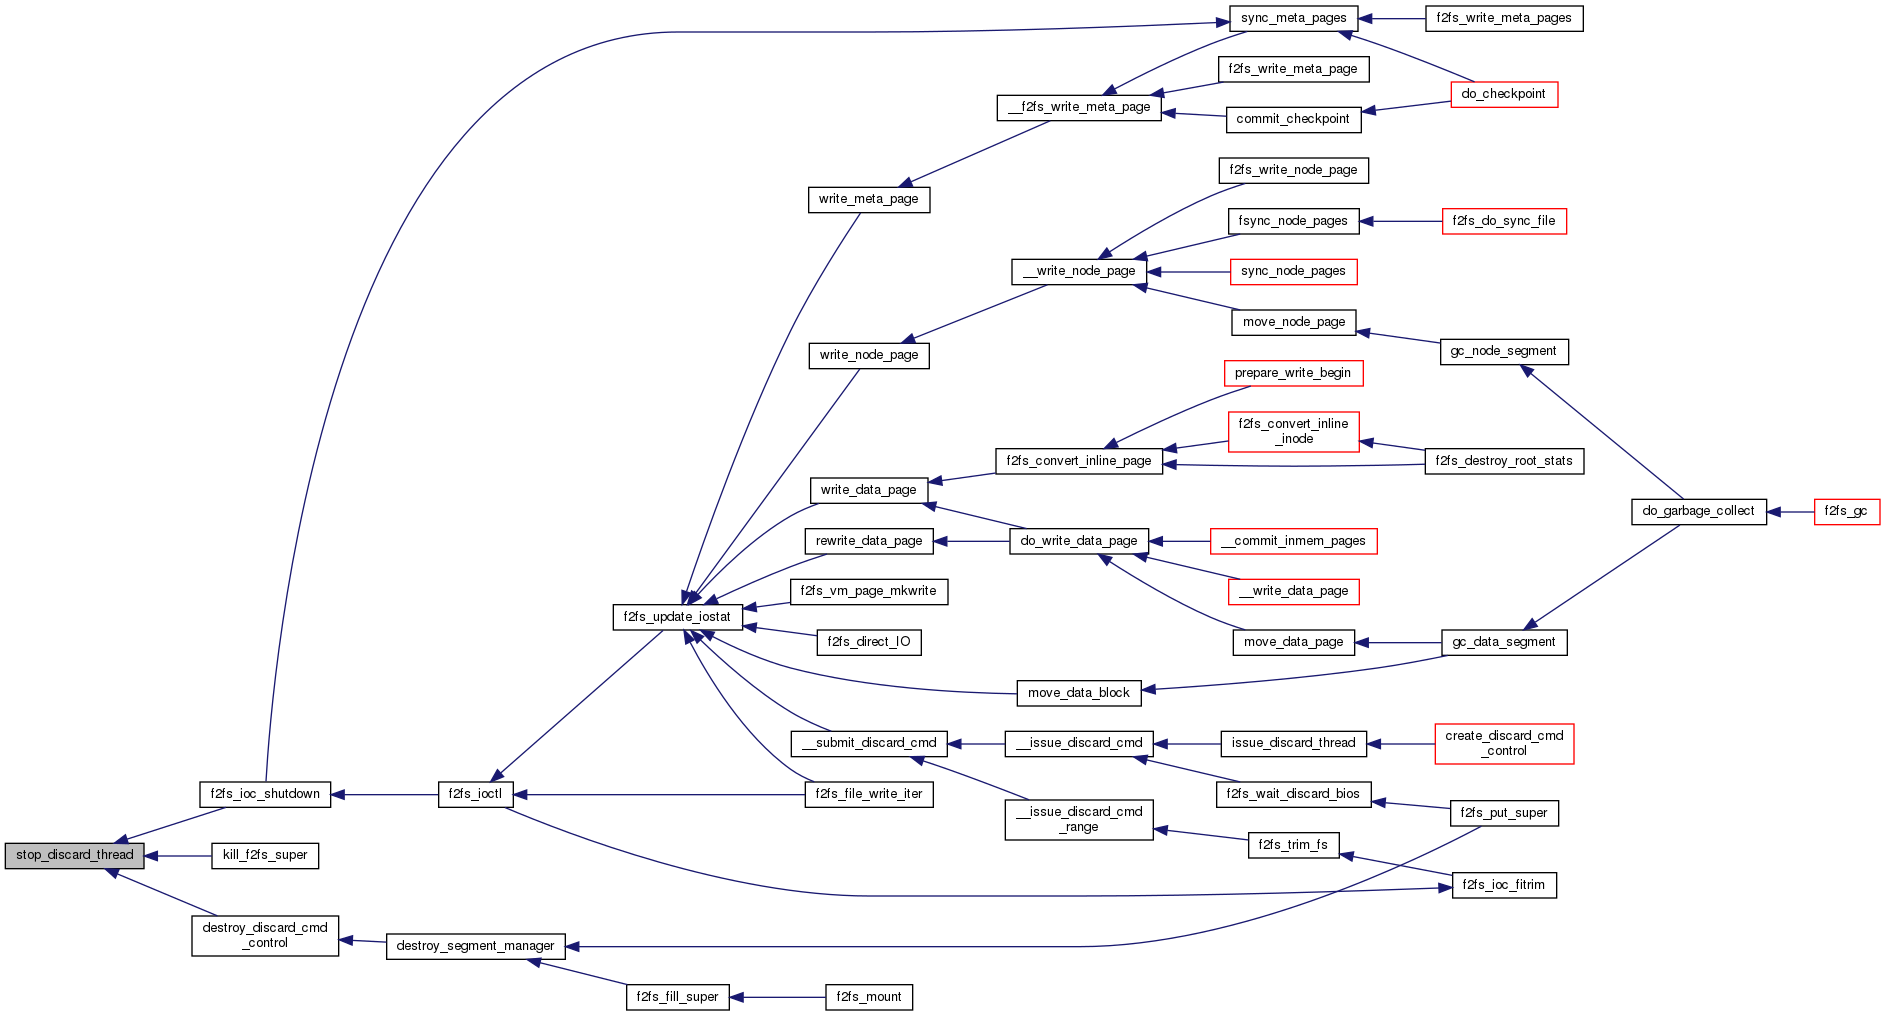 sync_meta_pages
f2fs_write_meta_pages
f2fs_write_meta_page
do_checkpoint
__f2fs_write_meta_page
commit_checkpoint
f2fs_write_node_page
write_meta_page
fsync_node_pages
f2fs_do_sync_file
__write_node_page
sync_node_pages
move_node_page
write_node_page
gc_node_segment
prepare_write_begin
f2fs_convert_inline
_inode
f2fs_convert_inline_page
f2fs_destroy_root_stats
write_data_page
do_garbage_collect
f2fs_gc
rewrite_data_page
do_write_data_page
__commit_inmem_pages
f2fs_vm_page_mkwrite
__write_data_page
f2fs_update_iostat
f2fs_direct_IO
move_data_page
gc_data_segment
move_data_block
__submit_discard_cmd
__issue_discard_cmd
issue_discard_thread
create_discard_cmd
_control
f2fs_ioc_shutdown
f2fs_ioctl
f2fs_file_write_iter
f2fs_wait_discard_bios
__issue_discard_cmd
_range
f2fs_put_super
stop_discard_thread
kill_f2fs_super
f2fs_trim_fs
f2fs_ioc_fitrim
destroy_discard_cmd
_control
destroy_segment_manager
f2fs_fill_super
f2fs_mount